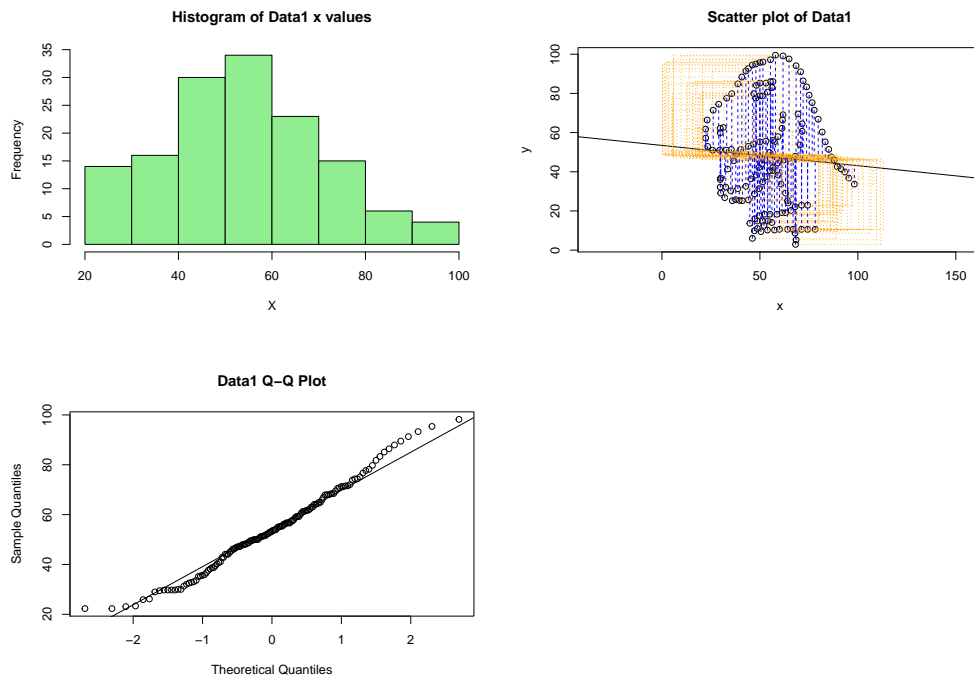 Histogram of Data1 x values
Frequency
0
5
10
15
20
25
30
35
20 40 60 80 100
X
Scatter plot of Data1
y
0
20
40
60
80
100
0 50 100 150
x
Data1 Q−Q Plot
Sample Quantiles
20
40
60
80
100
−2 −1 0 1 2
Theoretical Quantiles